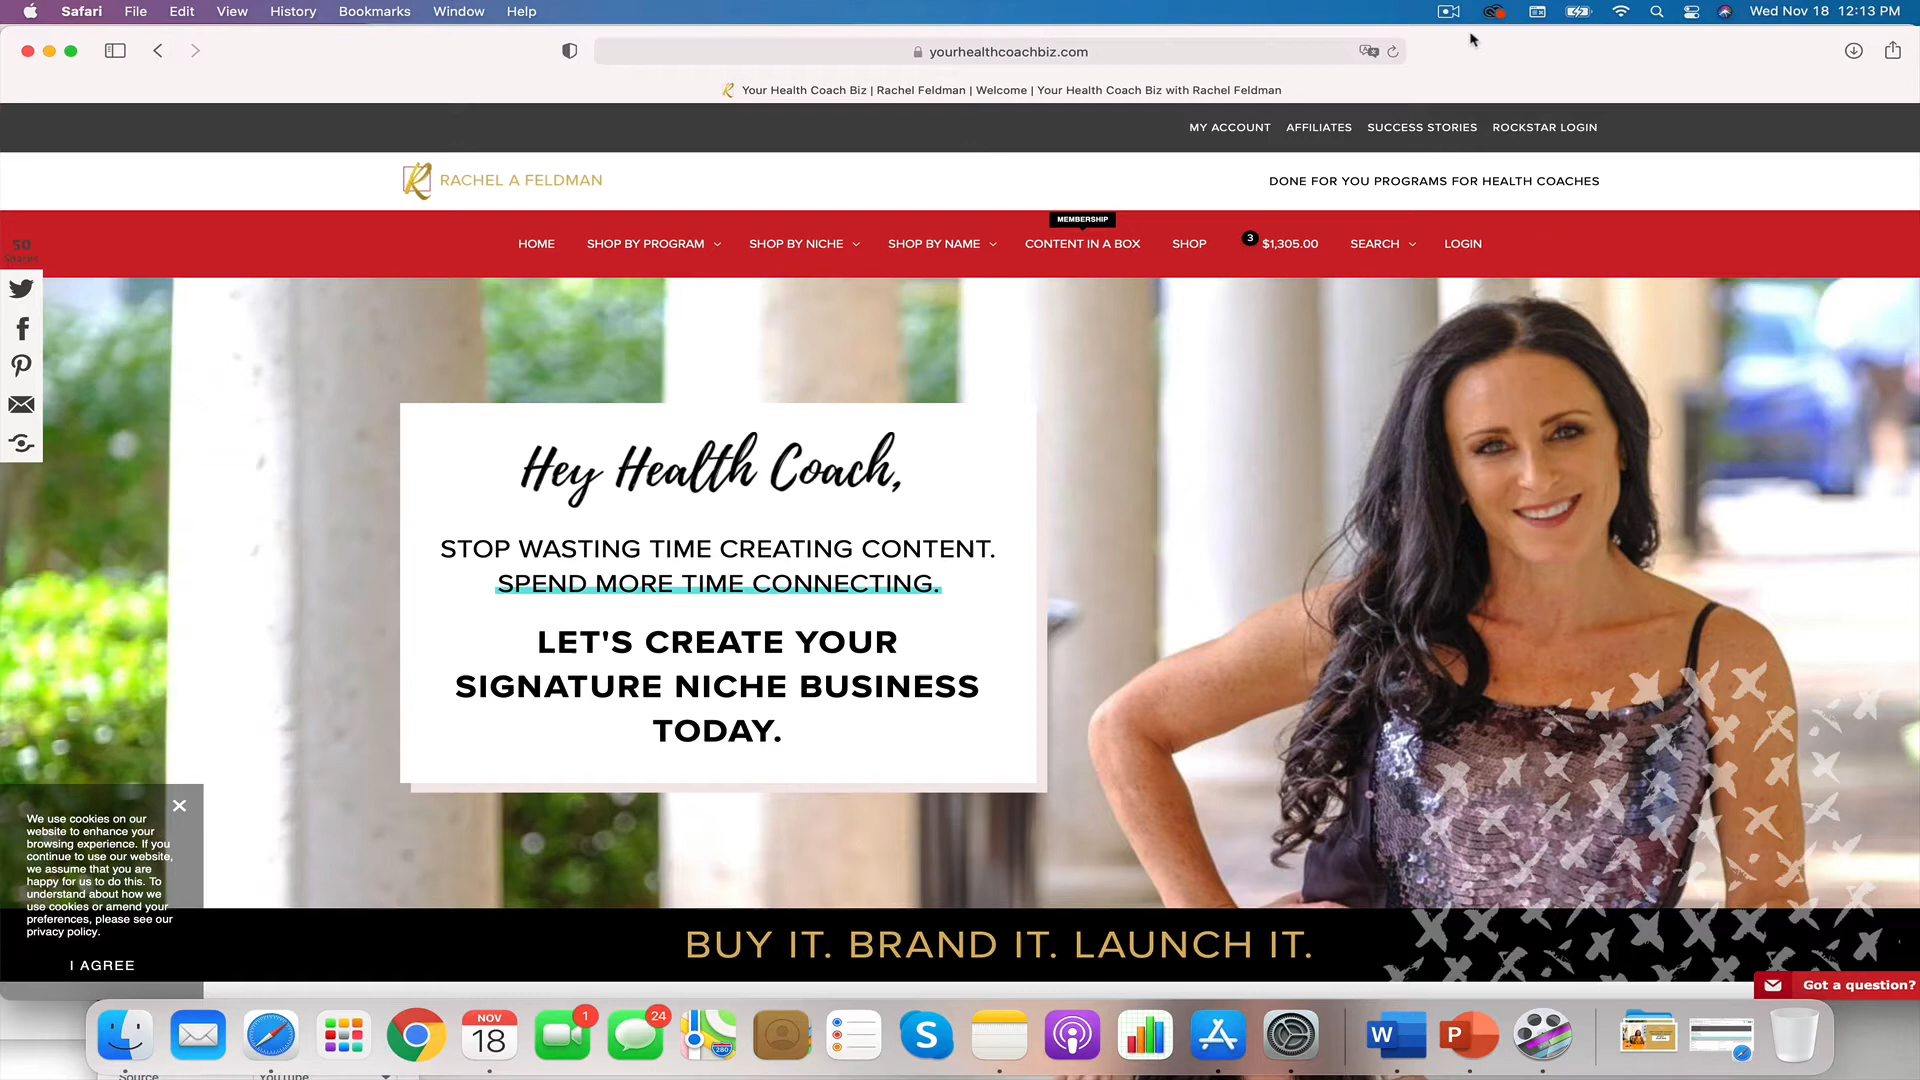 Safari File Edit View History Bookmarks Window Help
Wed Nov 18 12:13 PM
yourhealthcoachbiz.com
Your Health Coach Biz | Rachel Feldman | Welcome | Your Health Coach Biz with Rachel Feldman
MY ACCOUNT AFFILIATES SUCCESS STORIES ROCKSTAR LOGIN
R RACHEL A FELDMAN
DONE FOR YOU PROGRAMS FOR HEALTH COACHES
MEMBERSHIP
HOME SHOP BY PROGRAM SHOP BY NICHE SHOP BY NAME CONTENT IN A BOX SHOP 3 $1,305.00 SEARCH LOGIN
50
Shares
Hey Health Coach,
STOP WASTING TIME CREATING CONTENT.
SPEND MORE TIME CONNECTING.
LET'S CREATE YOUR
SIGNATURE NICHE BUSINESS
TODAY.
We use cookies on our
website to enhance your
browsing experience. If you
continue to use our website,
we assume that you are
happy for us to do this. To
understand about how we
use cookies or amend your
preferences, please see our
privacy policy.
I AGREE
BUY IT. BRAND IT. LAUNCH IT.
Got a question?
NOV
18
1
24
280
S
W
P
Source YouTube